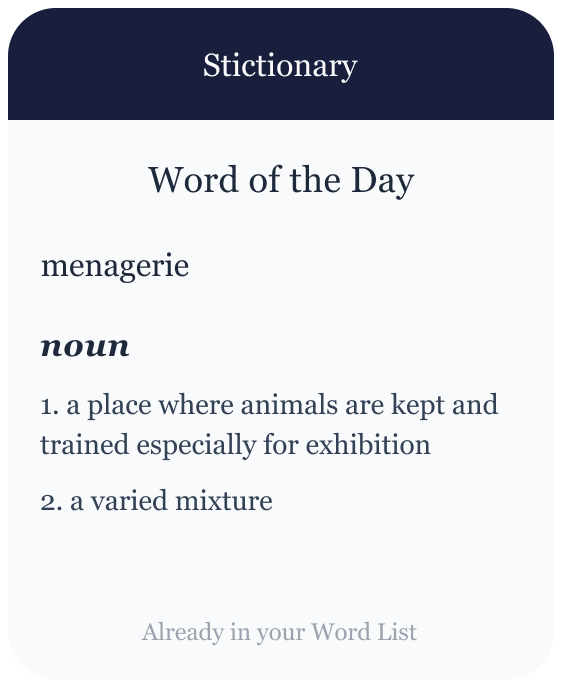 Stictionary
Word of the Day
menagerie
noun
1. a place where animals are kept and
trained especially for exhibition
2. a varied mixture
Already in your Word List